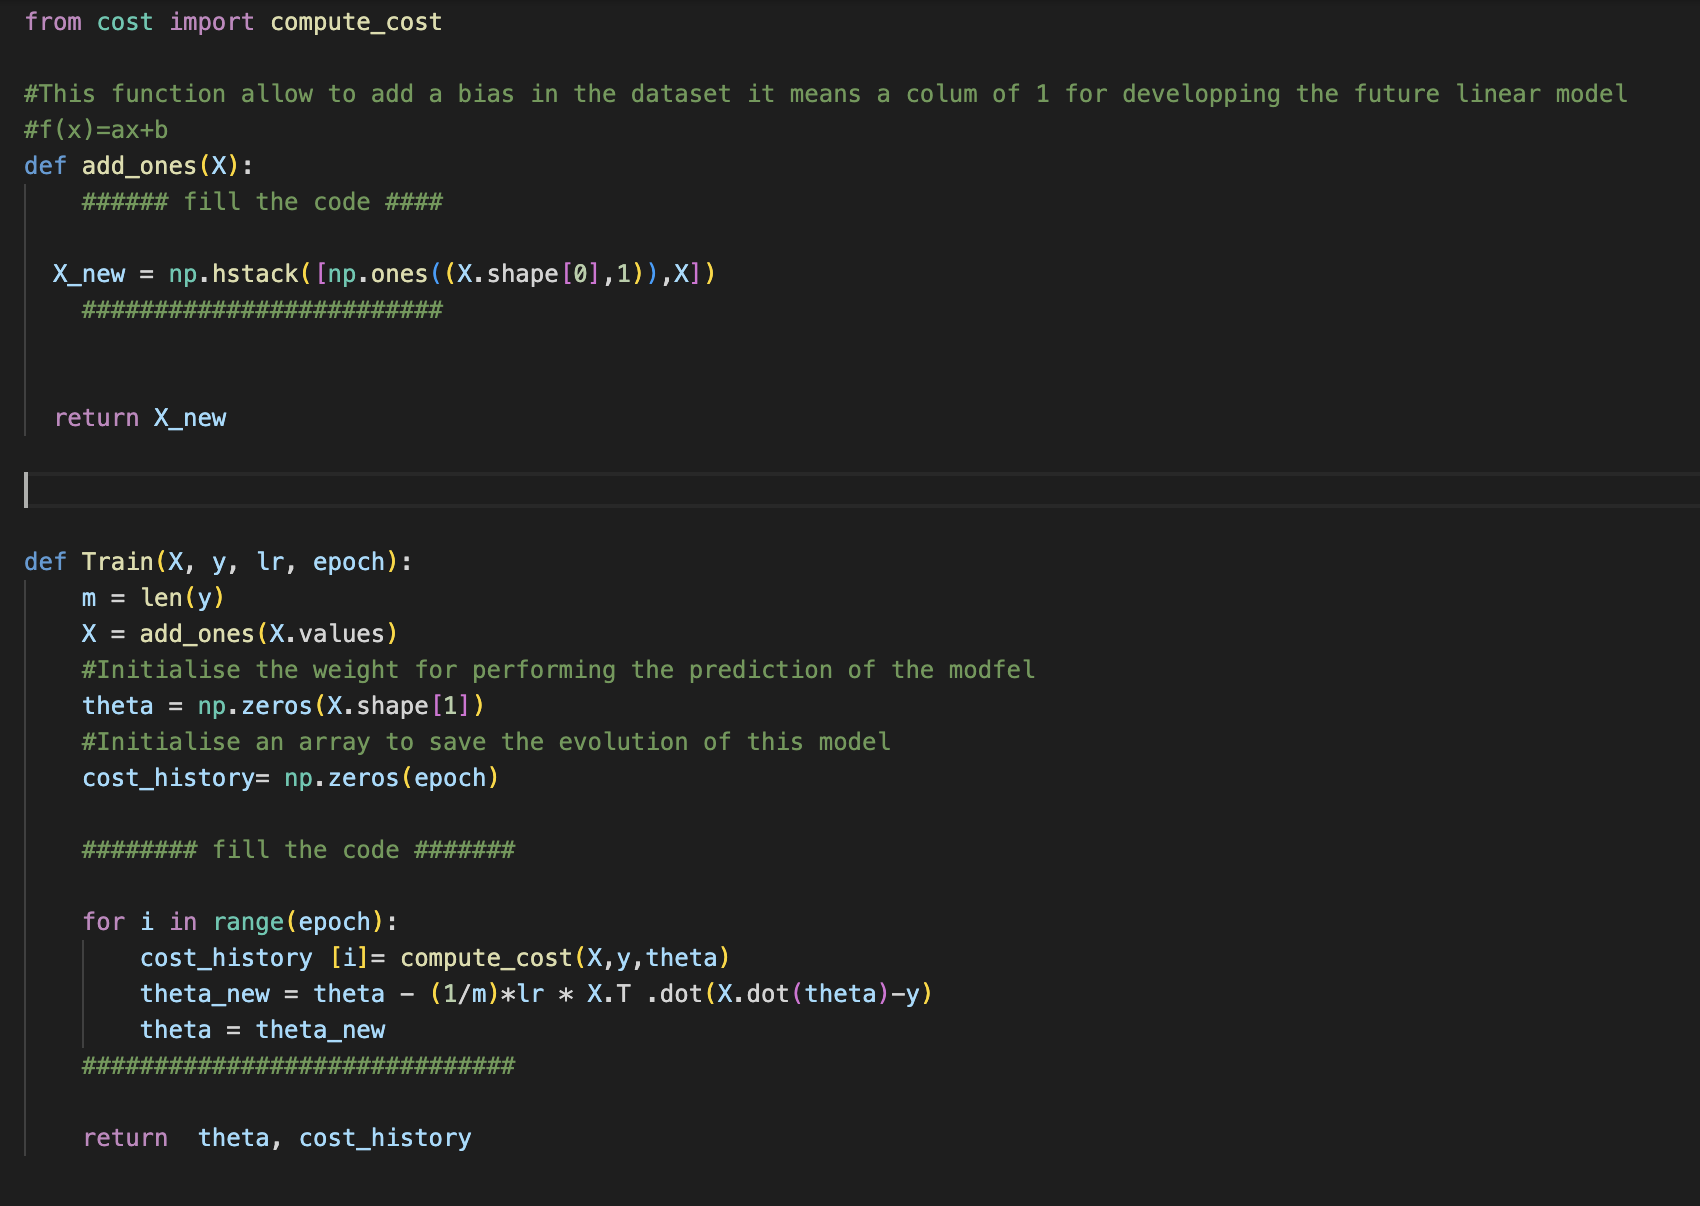 from cost import compute_cost
#This function allow to add a bias in the dataset it means a colum of 1 for developping the future linear model
#f(x)=ax+b
def add_ones(X):
    ###### fill the code ####
  X_new = np.hstack([np.ones((X.shape[0],1)),X])
    #########################
  return X_new
def Train(X, y, lr, epoch):
    m = len(y)
    X = add_ones(X.values)
    #Initialise the weight for performing the prediction of the modfel
    theta = np.zeros(X.shape[1])
    #Initialise an array to save the evolution of this model
    cost_history= np.zeros(epoch)
    ######## fill the code #######
    for i in range(epoch):
        cost_history [i]= compute_cost(X,y,theta)
        theta_new = theta - (1/m)*lr * X.T .dot(X.dot(theta)-y)
        theta = theta_new
    ##############################
    return  theta, cost_history